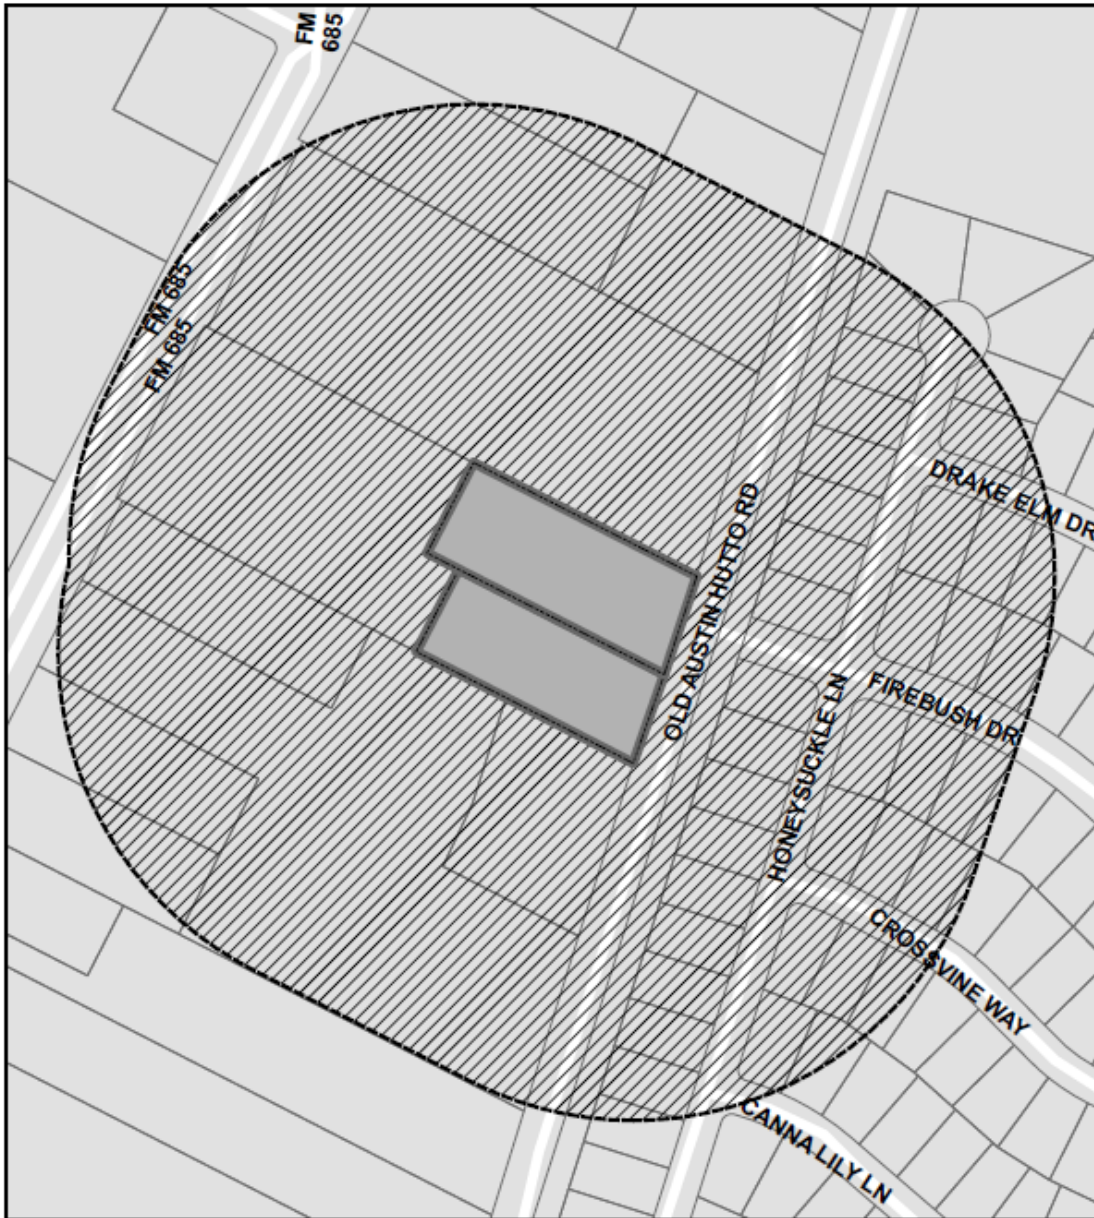 FM
685
FM 685
FM 685
DRAKE ELM DR
OLD AUSTIN HUTTO RD
FIREBUSH DR
HONEYSUCKLE LN
CROSSVINE WAY
CANNA LILY LN